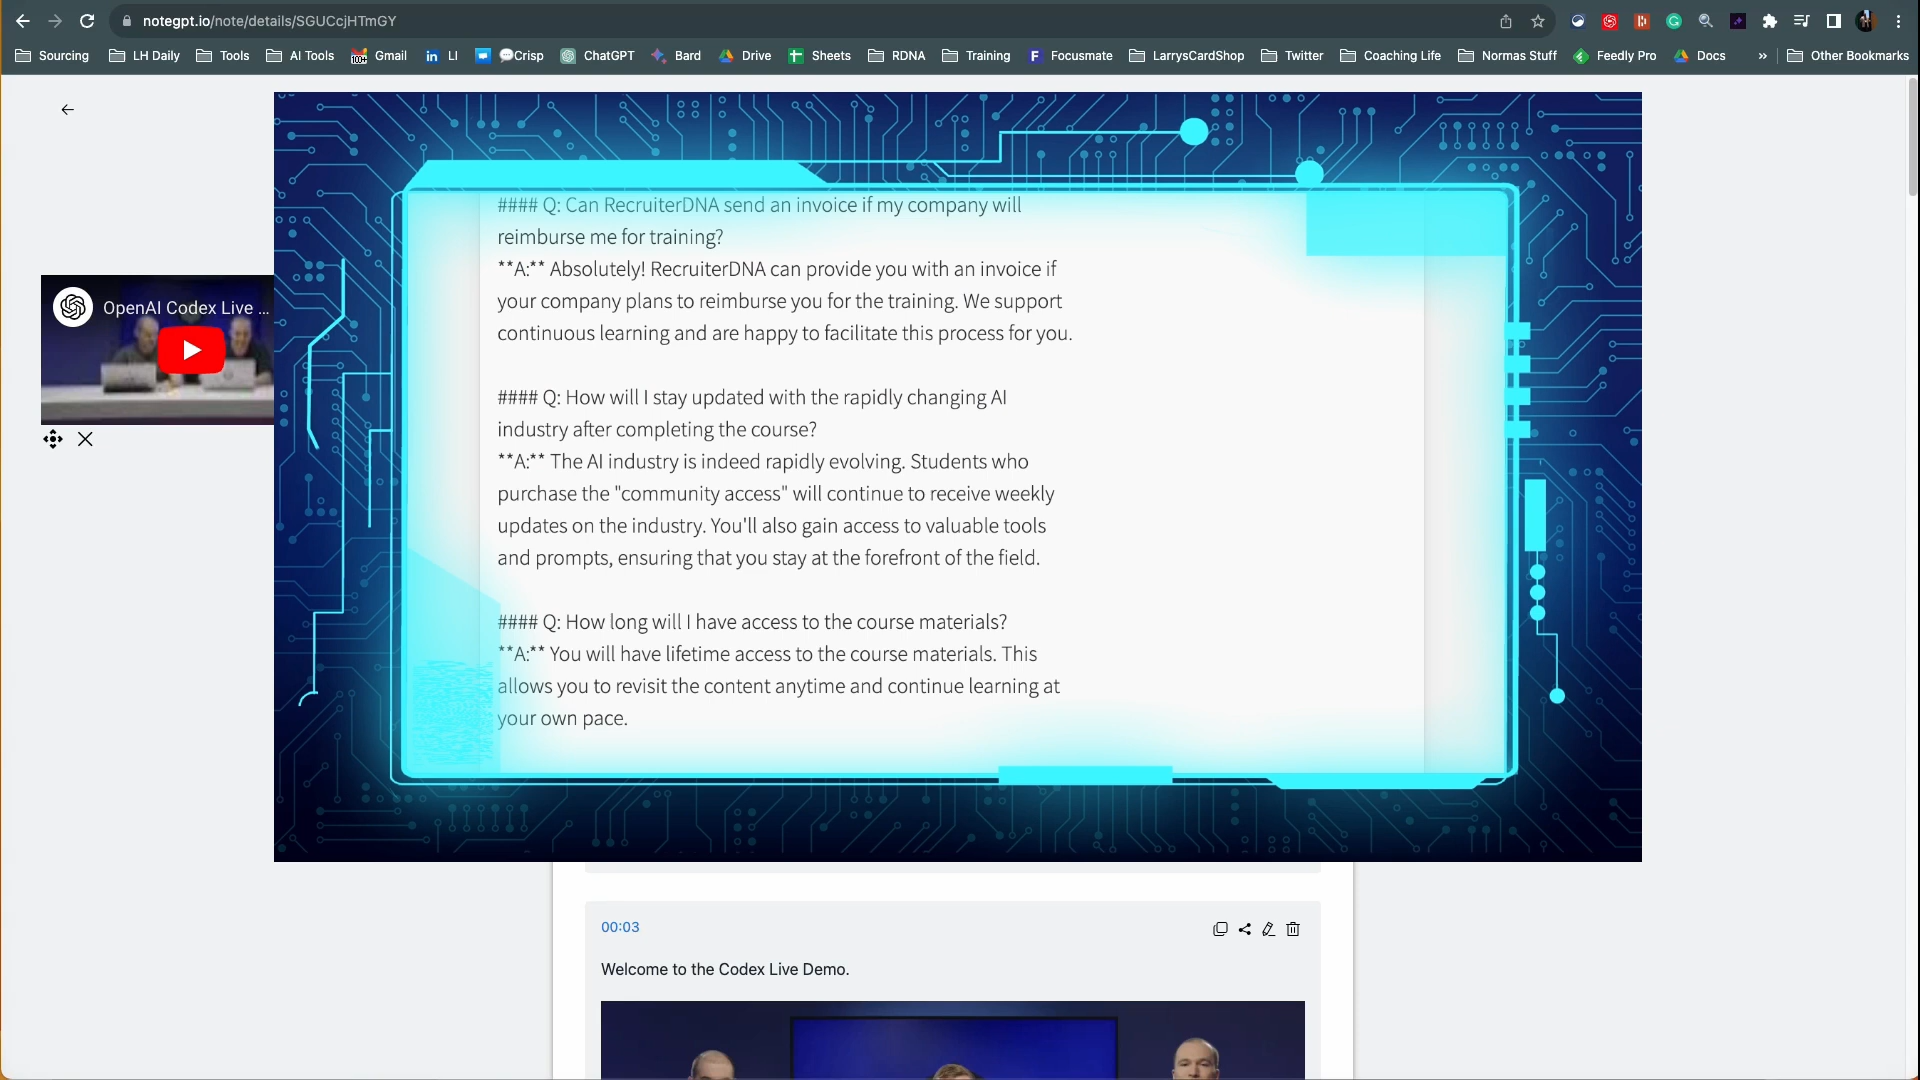 notegpt.io/note/details/SGUCcjHTmGY
Sourcing LH Daily Tools AI Tools 100+ Gmail in LI Crisp ChatGPT Bard Drive Sheets RDNA Training F Focusmate LarrysCardShop Twitter Coaching Life Normas Stuff Feedly Pro Docs » Other Bookmarks
OpenAI Codex Live ...
#### Q: Can RecruiterDNA send an invoice if my company will
reimburse me for training?
**A:** Absolutely! RecruiterDNA can provide you with an invoice if
your company plans to reimburse you for the training. We support
continuous learning and are happy to facilitate this process for you.
#### Q: How will I stay updated with the rapidly changing AI
industry after completing the course?
**A:** The AI industry is indeed rapidly evolving. Students who
purchase the "community access" will continue to receive weekly
updates on the industry. You'll also gain access to valuable tools
and prompts, ensuring that you stay at the forefront of the field.
#### Q: How long will I have access to the course materials?
**A:** You will have lifetime access to the course materials. This
allows you to revisit the content anytime and continue learning at
your own pace.
00:03
Welcome to the Codex Live Demo.